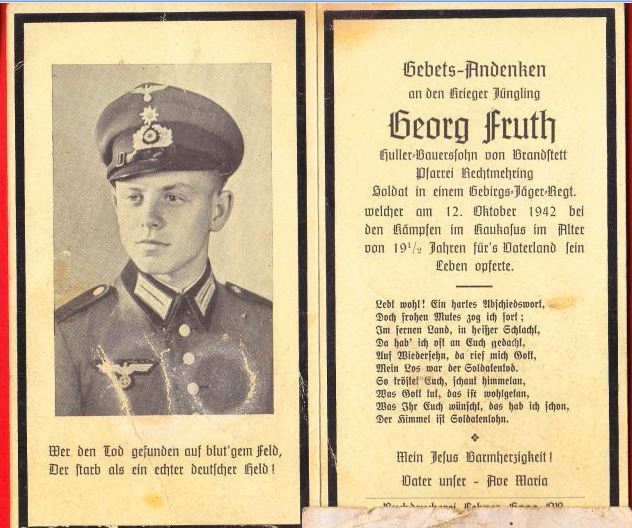 Wer den Tod gefunden auf blut'gem Feld,
Der starb als ein echter deutscher Held!
Gebets-Andenken
an den Krieger Jüngling
Georg Fruth
Huller-Bauerssohn von Brandstett
Pfarrei Rechtmehring
Soldat in einem Gebirgs-Jäger-Regt.
welcher am 12. Oktober 1942 bei
den Kämpfen im Kaukasus im Alter
von 19½ Jahren für's Vaterland sein
Leben opferte.
Lebt wohl! Ein hartes Abschiedswort,
Doch frohen Mutes zog ich fort;
Im fernen Land, in heißer Schlacht,
Da hab' ich oft an Euch gedacht,
Auf Wiedersehn, da rief mich Gott,
Mein Los war der Soldatentod.
So tröstet Euch, schaut himmelan,
Was Gott tut, das ist wohlgetan,
Was Ihr Euch wünscht, das hab ich schon,
Der Himmel ist Soldatenlohn.
Mein Jesus Barmherzigkeit!
Vater unser - Ave Maria
Buchdruckerei